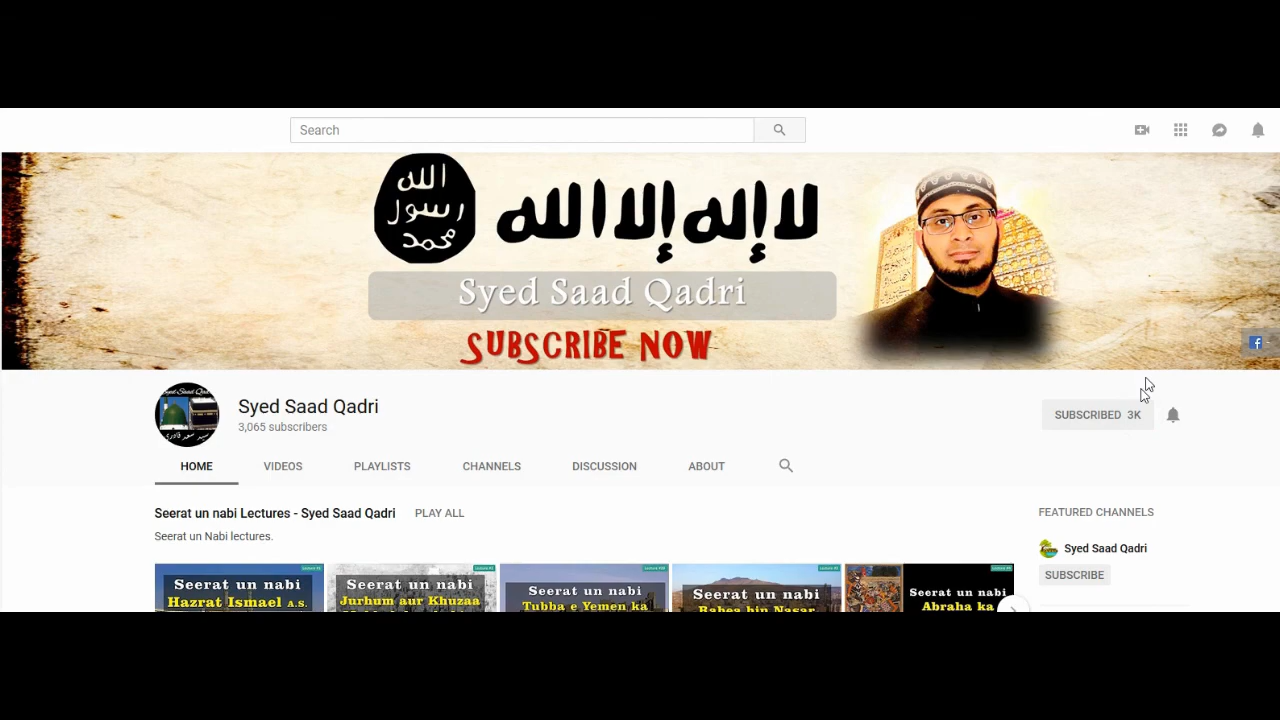 Search
الله
رسول
محمد
لا إله إلا الله
Syed Saad Qadri
SUBSCRIBE NOW
Syed Saad Qadri
3,065 subscribers
SUBSCRIBED 3K
HOME VIDEOS PLAYLISTS CHANNELS DISCUSSION ABOUT
Seerat un nabi Lectures - Syed Saad Qadri PLAY ALL
Seerat un Nabi lectures.
FEATURED CHANNELS
Syed Saad Qadri
SUBSCRIBE
Seerat un nabi
Hazrat Ismael A.S.
Seerat un nabi
Jurhum aur Khuzaa
Seerat un nabi
Tubba e Yemen ka
Seerat un nabi
Rabea bin Nasar
Seerat un nabi
Abraha ka